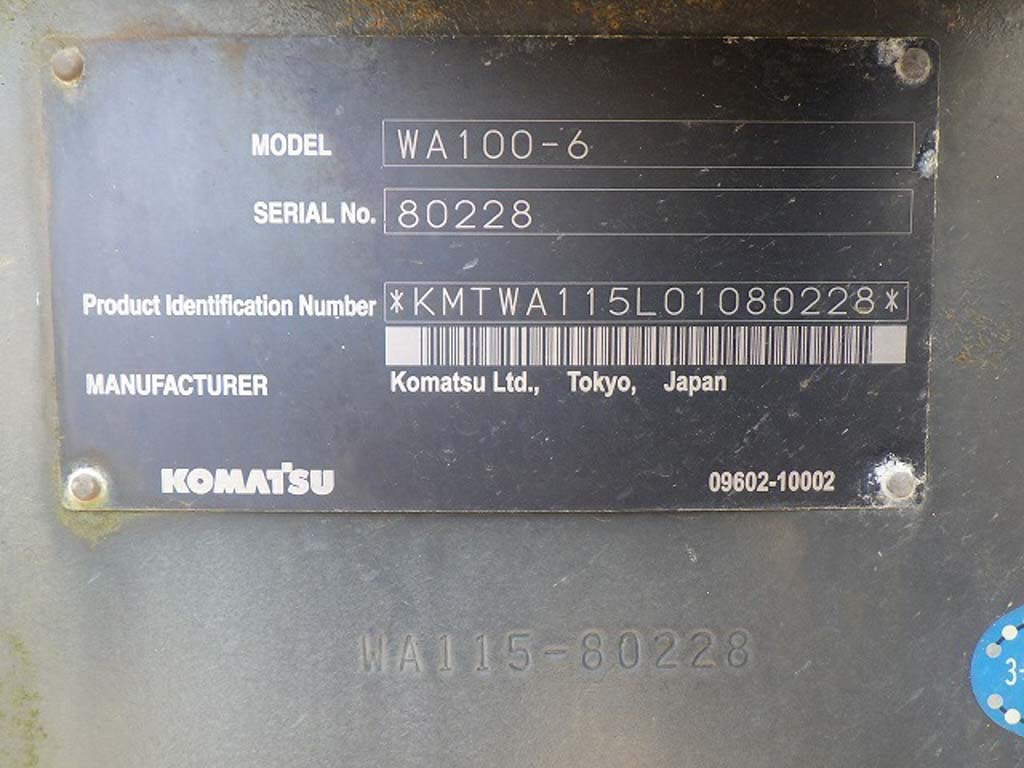 MODEL WA100-6
SERIAL No. 80228
Product Identification Number *KMTWA115L01080228*
MANUFACTURER Komatsu Ltd., Tokyo, Japan
KOMATSU 09602-10002
WA115-80228
3-